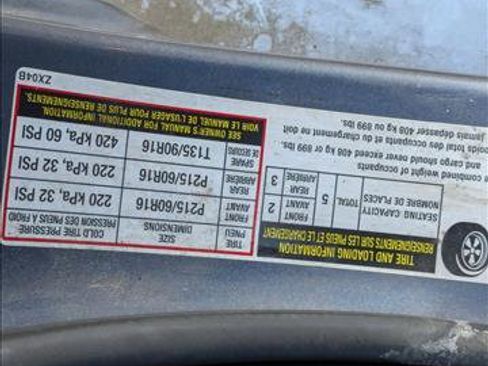 TIRE AND LOADING INFORMATION
RENSEIGNEMENTS SUR LES PNEUS ET LE CHARGEMENT
SEATING CAPACITY
NOMBRE DE PLACES
TOTAL 5
FRONT
AVANT 2
REAR
ARRIÈRE 3
combined weight of occupants
and cargo should never exceed 408 kg or 899 lbs.
poids total des occupants et du chargement ne doit
jamais dépasser 408 kg ou 899 lbs.
TIRE
PNEU
SIZE
DIMENSIONS
COLD TIRE PRESSURE
PRESSION DES PNEUS À FROID
FRONT
AVANT
P215/60R16
220 kPa, 32 PSI
REAR
ARRIÈRE
P215/60R16
220 kPa, 32 PSI
SPARE
DE SECOURS
T135/90R16
420 kPa, 60 PSI
SEE OWNER'S MANUAL FOR ADDITIONAL INFORMATION.
VOIR LE MANUEL DE L'USAGER POUR PLUS DE RENSEIGNEMENTS.
ZX04B